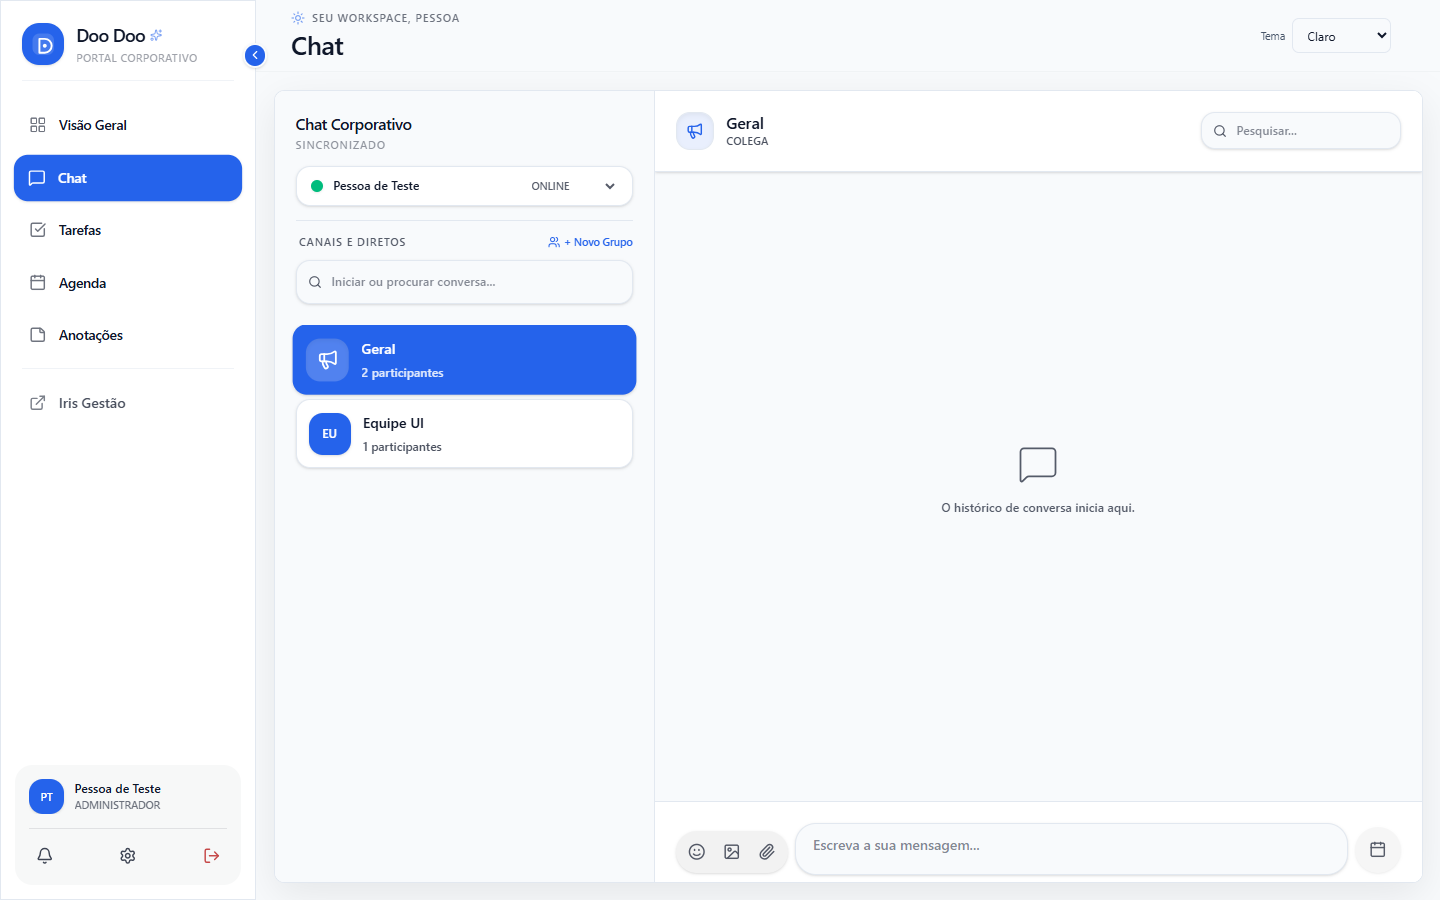 Doo Doo
PORTAL CORPORATIVO
Visão Geral
Chat
Tarefas
Agenda
Anotações
Iris Gestão
PT
Pessoa de Teste
ADMINISTRADOR
SEU WORKSPACE, PESSOA
Chat
Tema
Claro
Chat Corporativo
SINCRONIZADO
Pessoa de Teste
ONLINE
CANAIS E DIRETOS
+ Novo Grupo
Iniciar ou procurar conversa...
Geral
2 participantes
EU
Equipe UI
1 participantes
Geral
COLEGA
Pesquisar...
O histórico de conversa inicia aqui.
Escreva a sua mensagem...